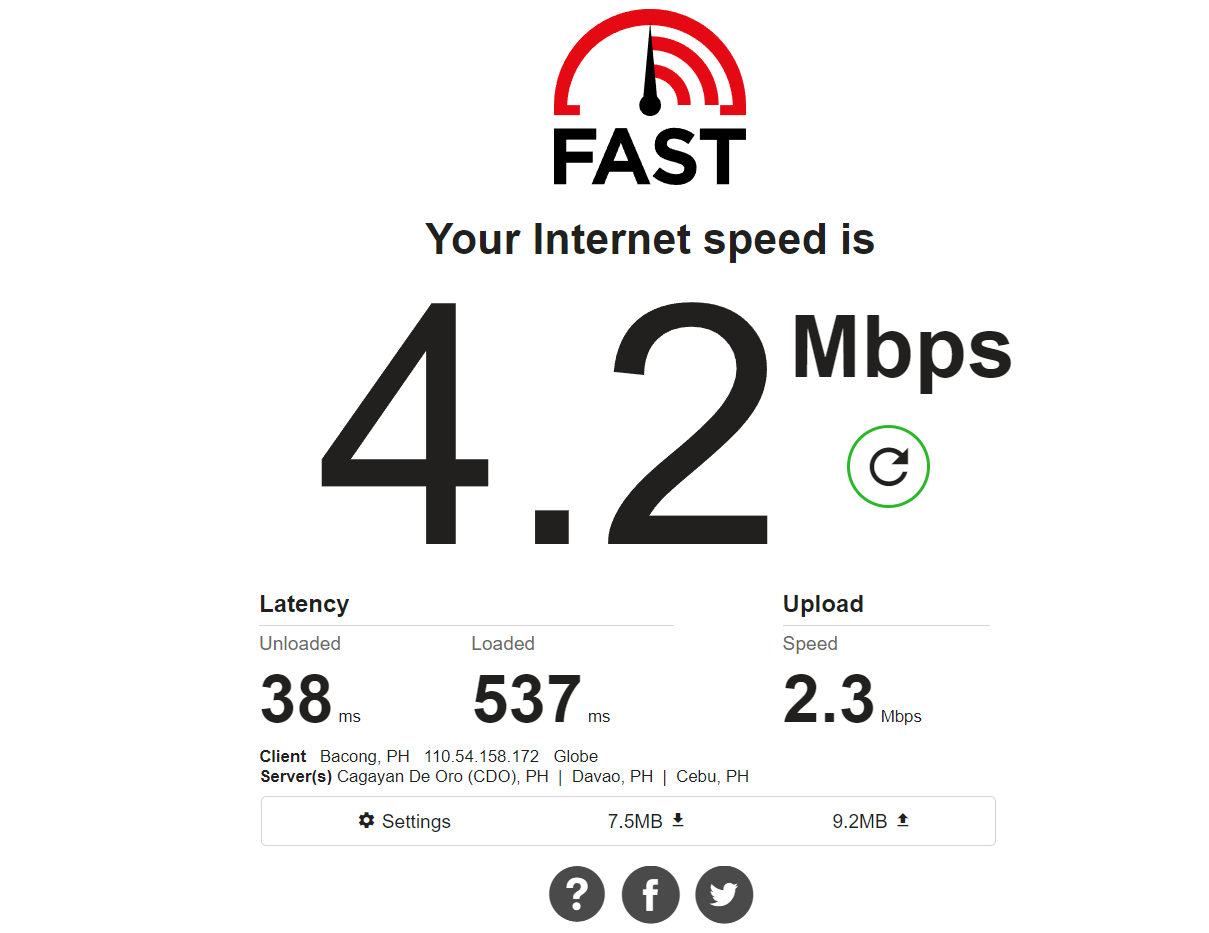 FAST
Your Internet speed is
4.2 Mbps
Latency Upload
Unloaded Loaded Speed
38 ms 537 ms 2.3 Mbps
Client Bacong, PH 110.54.158.172 Globe
Server(s) Cagayan De Oro (CDO), PH | Davao, PH | Cebu, PH
Settings 7.5MB 9.2MB